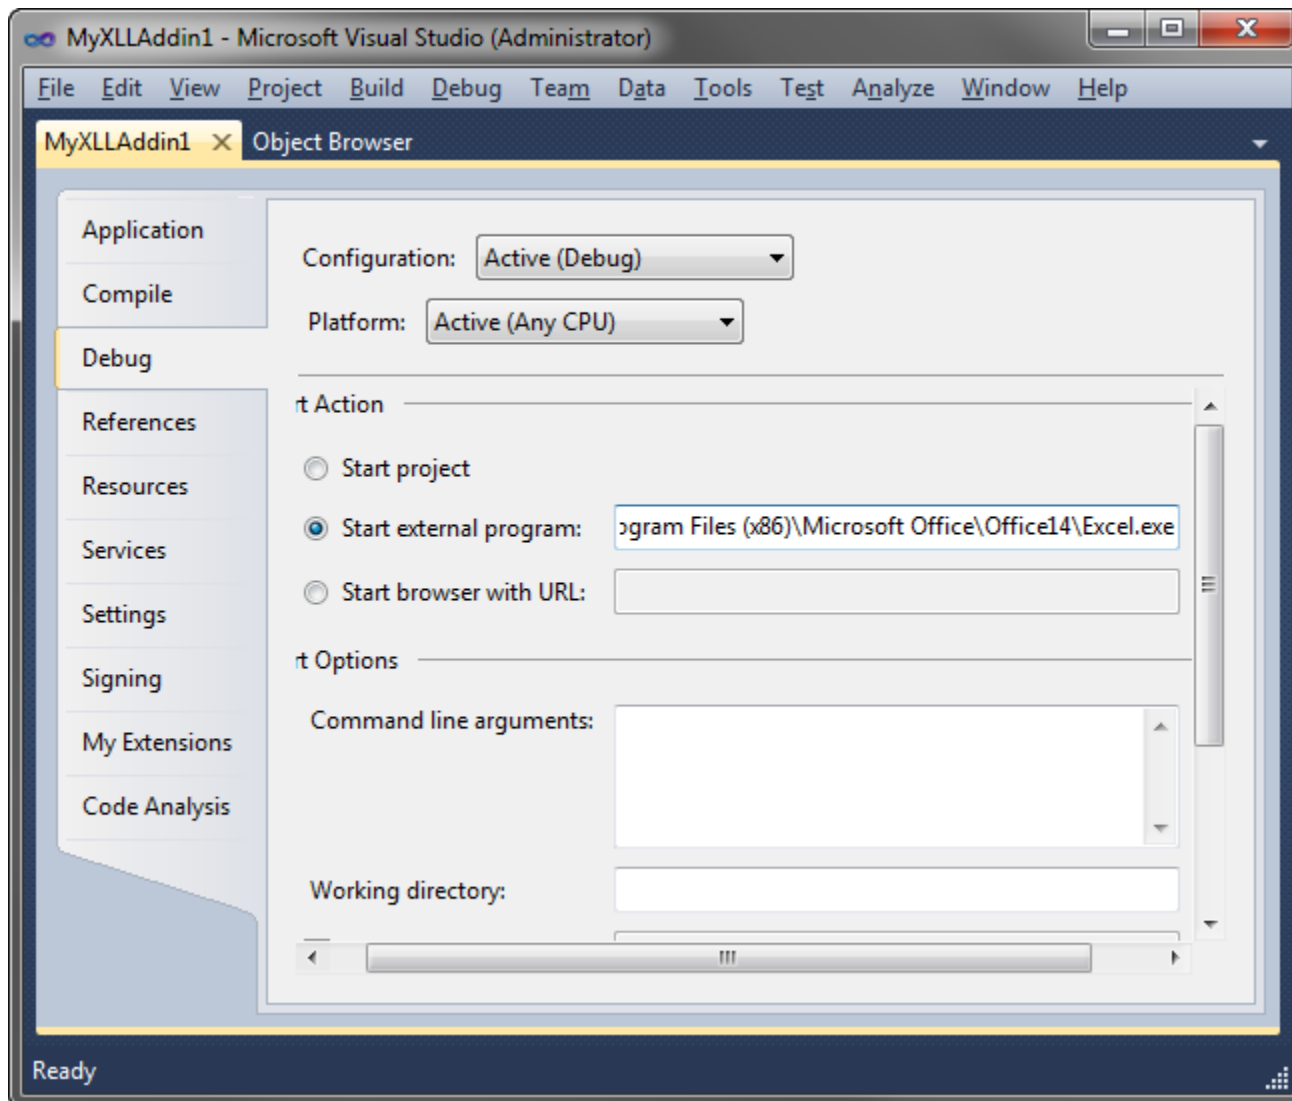 MyXLLAddin1 - Microsoft Visual Studio (Administrator)
File Edit View Project Build Debug Team Data Tools Test Analyze Window Help
MyXLLAddin1 Object Browser
Application
Compile
Debug
References
Resources
Services
Settings
Signing
My Extensions
Code Analysis
Configuration: Active (Debug)
Platform: Active (Any CPU)
rt Action
Start project
Start external program: ogram Files (x86)\Microsoft Office\Office14\Excel.exe
Start browser with URL:
rt Options
Command line arguments:
Working directory:
Ready